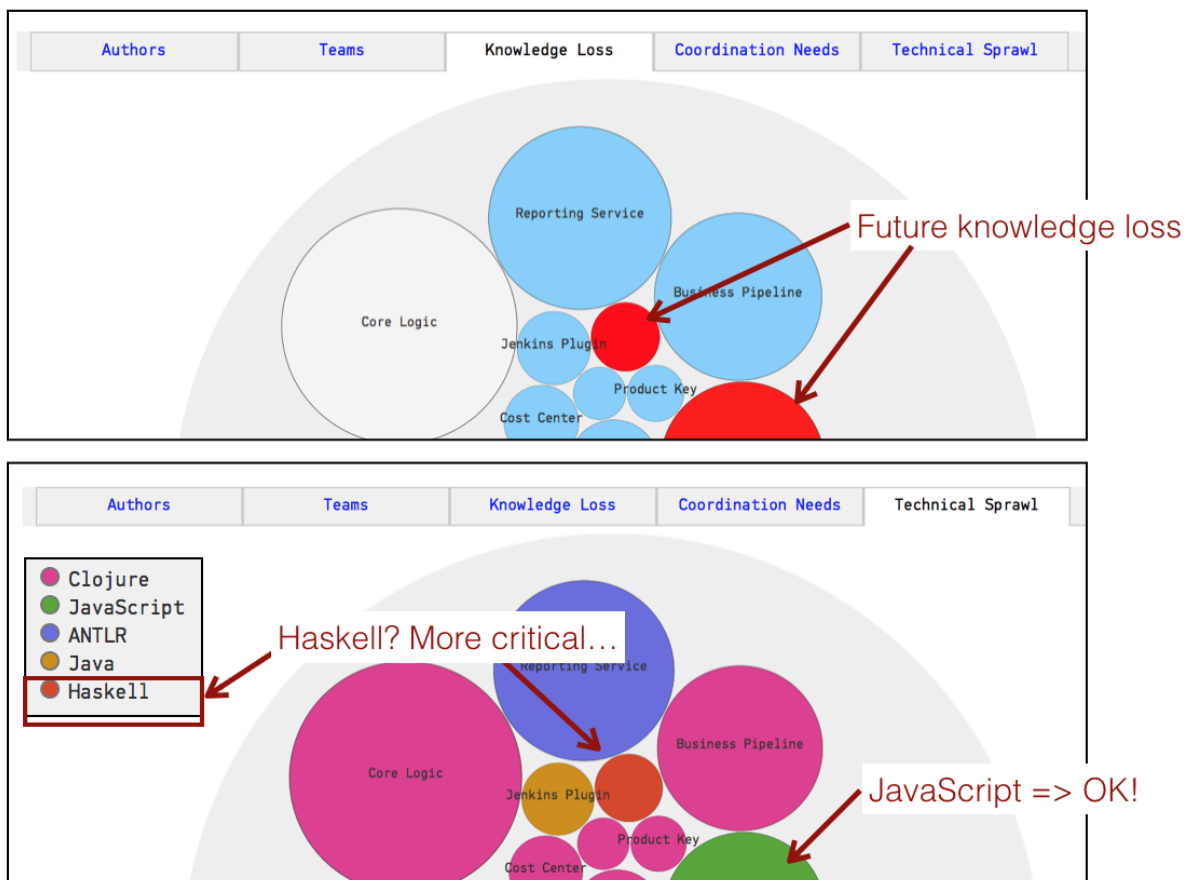 Authors
Teams
Knowledge Loss
Coordination Needs
Technical Sprawl
Reporting Service
Future knowledge loss
Business Pipeline
Core Logic
Jenkins Plugin
Product Key
Cost Center
Authors
Teams
Knowledge Loss
Coordination Needs
Technical Sprawl
Clojure
JavaScript
ANTLR
Java
Haskell
Haskell? More critical...
Reporting Service
Business Pipeline
Core Logic
Jenkins Plugin
JavaScript => OK!
Product Key
Cost Center